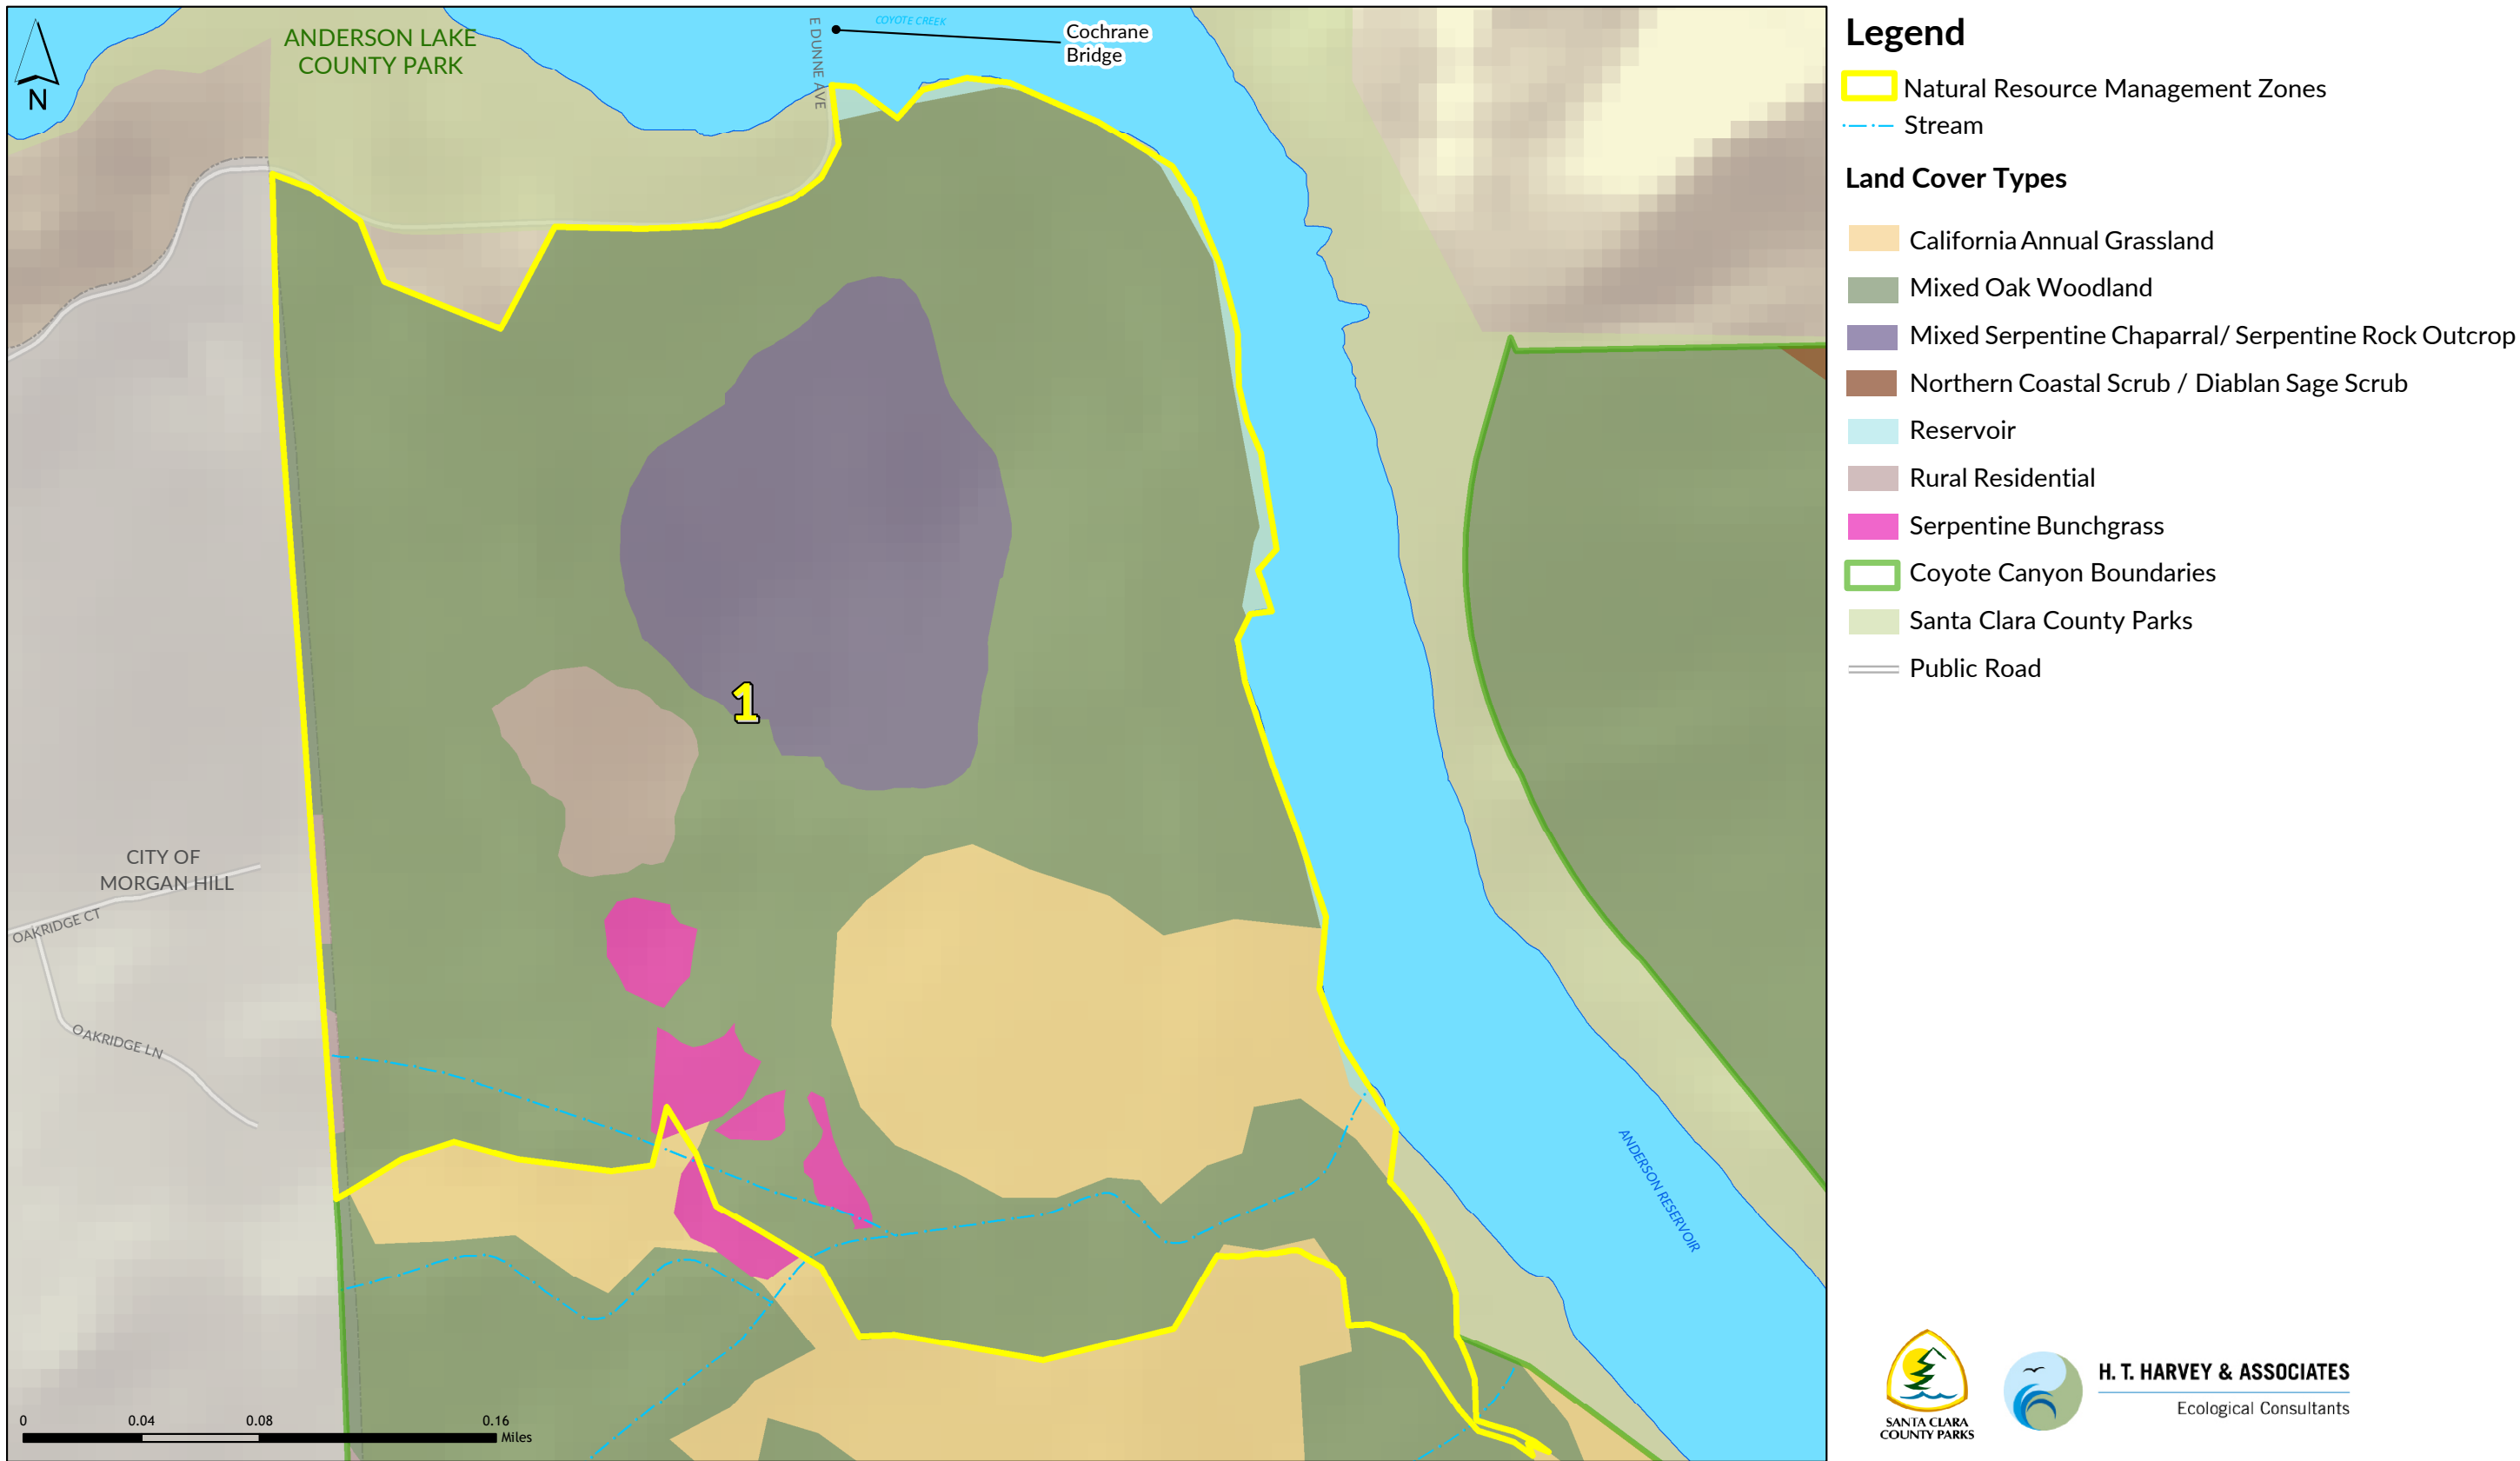 ANDERSON LAKE
COUNTY PARK
E DUNNE AVE
COYOTE CREEK
Cochrane
Bridge
N
1
CITY OF
MORGAN HILL
OAKRIDGE CT
OAKRIDGE LN
ANDERSON RESERVOIR
0 0.04 0.08 0.16
Miles
Legend
Natural Resource Management Zones
Stream
Land Cover Types
California Annual Grassland
Mixed Oak Woodland
Mixed Serpentine Chaparral/ Serpentine Rock Outcrop
Northern Coastal Scrub / Diablan Sage Scrub
Reservoir
Rural Residential
Serpentine Bunchgrass
Coyote Canyon Boundaries
Santa Clara County Parks
Public Road
SANTA CLARA
COUNTY PARKS
H. T. HARVEY & ASSOCIATES
Ecological Consultants